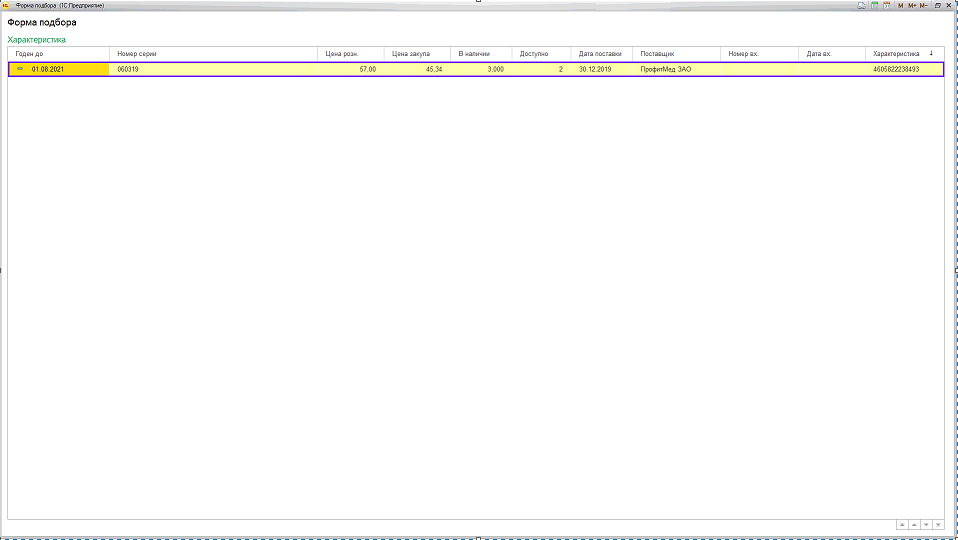 Форма подбора (1С:Предприятие) M M+ M-
Форма подбора
Характеристика
Годен до Номер серии Цена розн. Цена закупа В наличии Доступно Дата поставки Поставщик Номер вх. Дата вх. Характеристика ↓
01.08.2021 060319 57,00 45,34 3,000 2 30.12.2019 ПрофитМед ЗАО 4605822238493